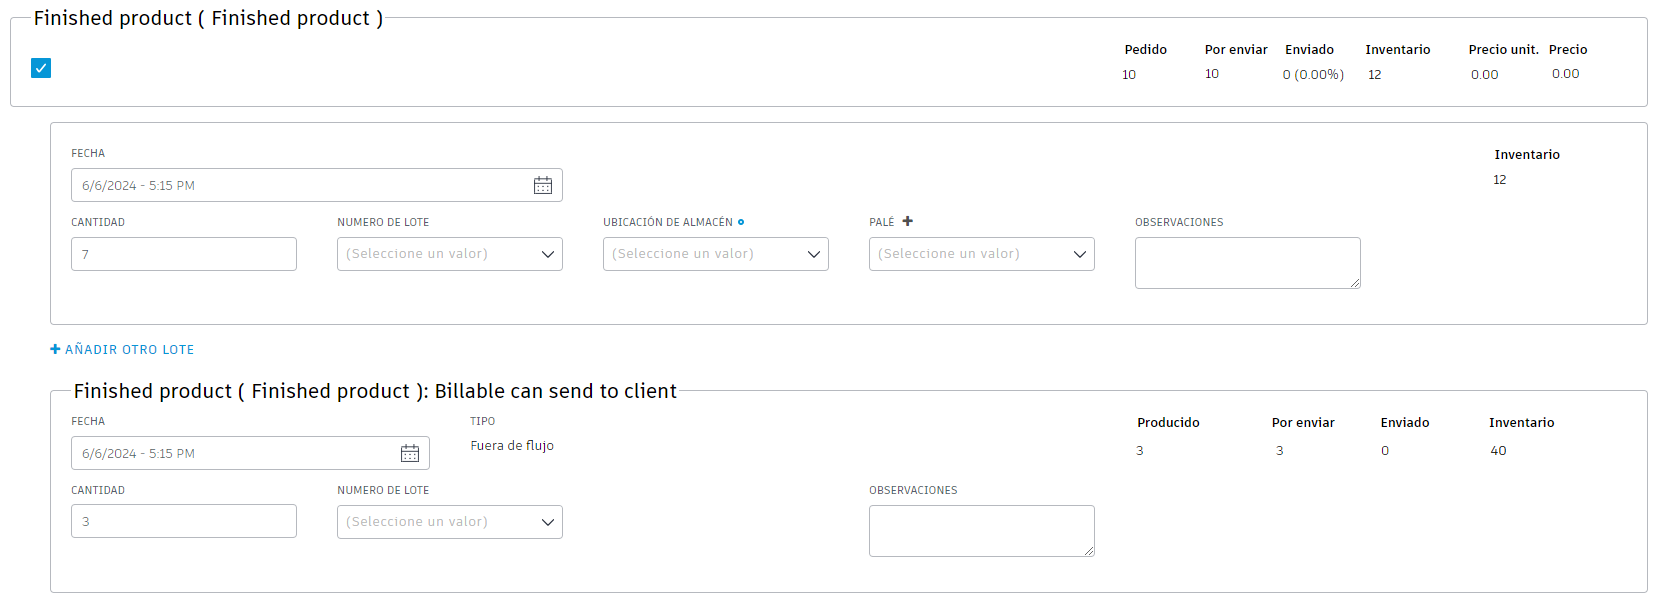 Finished product ( Finished product )
Pedido Por enviar Enviado Inventario Precio unit. Precio
10 10 0 (0.00%) 12 0.00 0.00
FECHA Inventario
6/6/2024 - 5:15 PM 12
CANTIDAD NUMERO DE LOTE UBICACIÓN DE ALMACÉN PALÉ + OBSERVACIONES
7 (Seleccione un valor) (Seleccione un valor) (Seleccione un valor)
+ AÑADIR OTRO LOTE
Finished product ( Finished product ): Billable can send to client
FECHA TIPO Producido Por enviar Enviado Inventario
6/6/2024 - 5:15 PM Fuera de flujo 3 3 0 40
CANTIDAD NUMERO DE LOTE OBSERVACIONES
3 (Seleccione un valor)